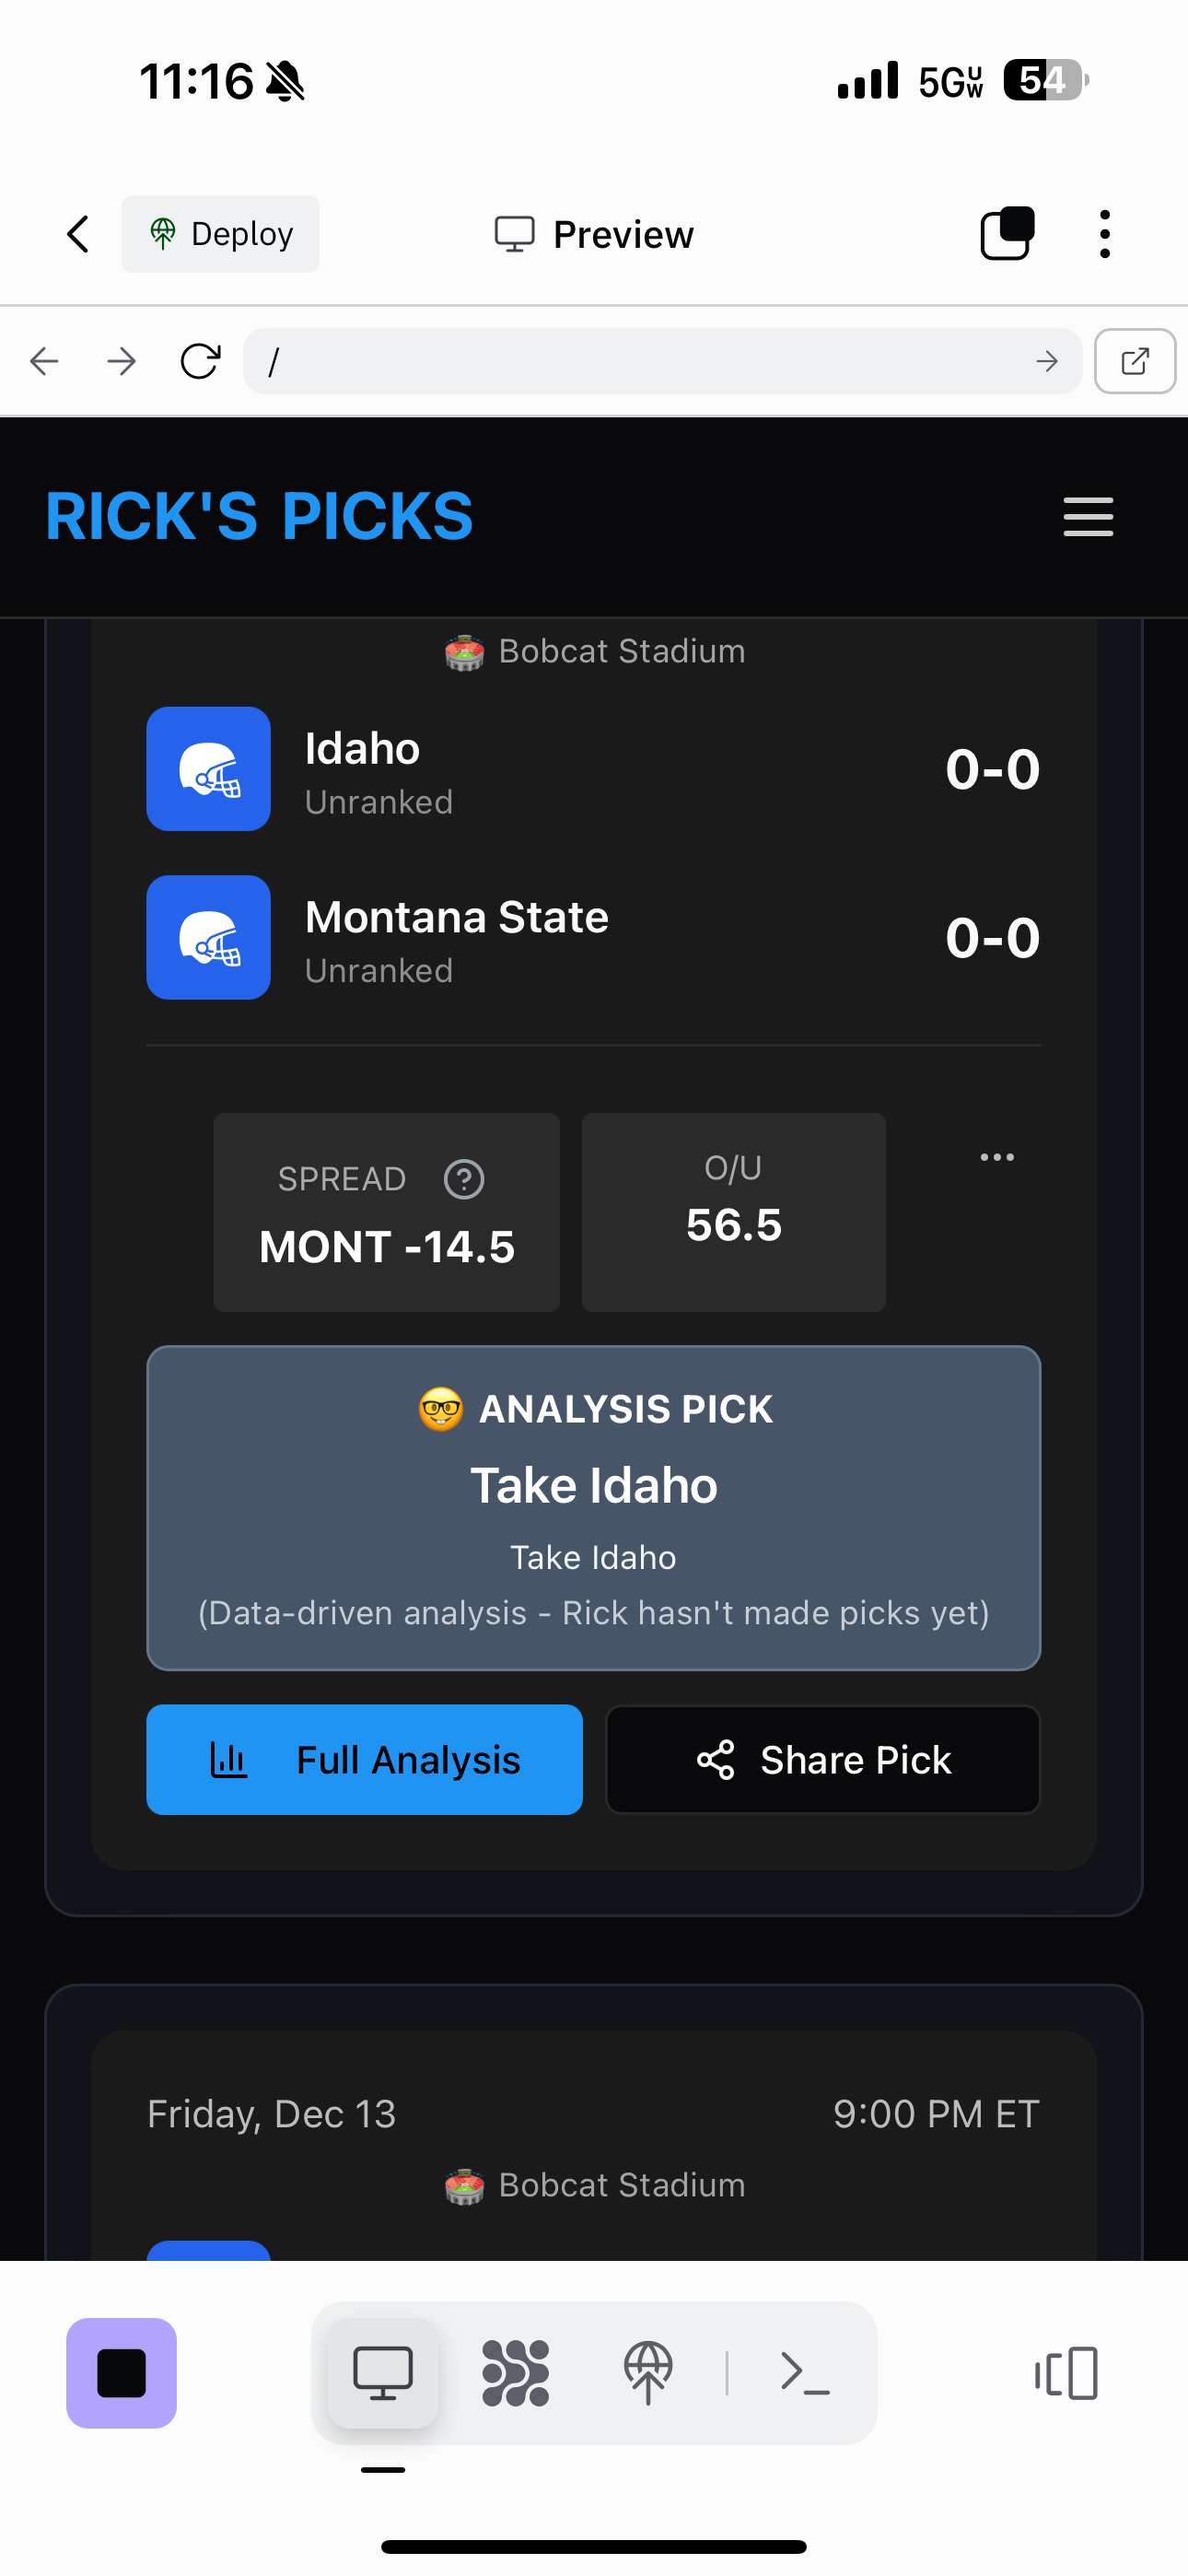 11:16
5G UW
54
Deploy
Preview
/
RICK'S PICKS
Bobcat Stadium
Idaho
Unranked
0-0
Montana State
Unranked
0-0
SPREAD
MONT -14.5
O/U
56.5
ANALYSIS PICK
Take Idaho
Take Idaho
(Data-driven analysis - Rick hasn't made picks yet)
Full Analysis
Share Pick
Friday, Dec 13
9:00 PM ET
Bobcat Stadium